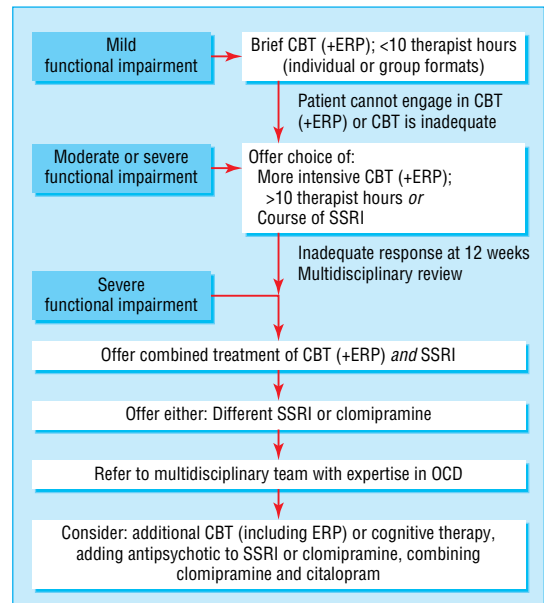 Mild
functional impairment
Brief CBT (+ERP); <10 therapist hours
(individual or group formats)
Patient cannot engage in CBT
(+ERP) or CBT is inadequate
Moderate or severe
functional impairment
Offer choice of:
More intensive CBT (+ERP);
>10 therapist hours or
Course of SSRI
Inadequate response at 12 weeks
Multidisciplinary review
Severe
functional impairment
Offer combined treatment of CBT (+ERP) and SSRI
Offer either: Different SSRI or clomipramine
Refer to multidisciplinary team with expertise in OCD
Consider: additional CBT (including ERP) or cognitive therapy,
adding antipsychotic to SSRI or clomipramine, combining
clomipramine and citalopram